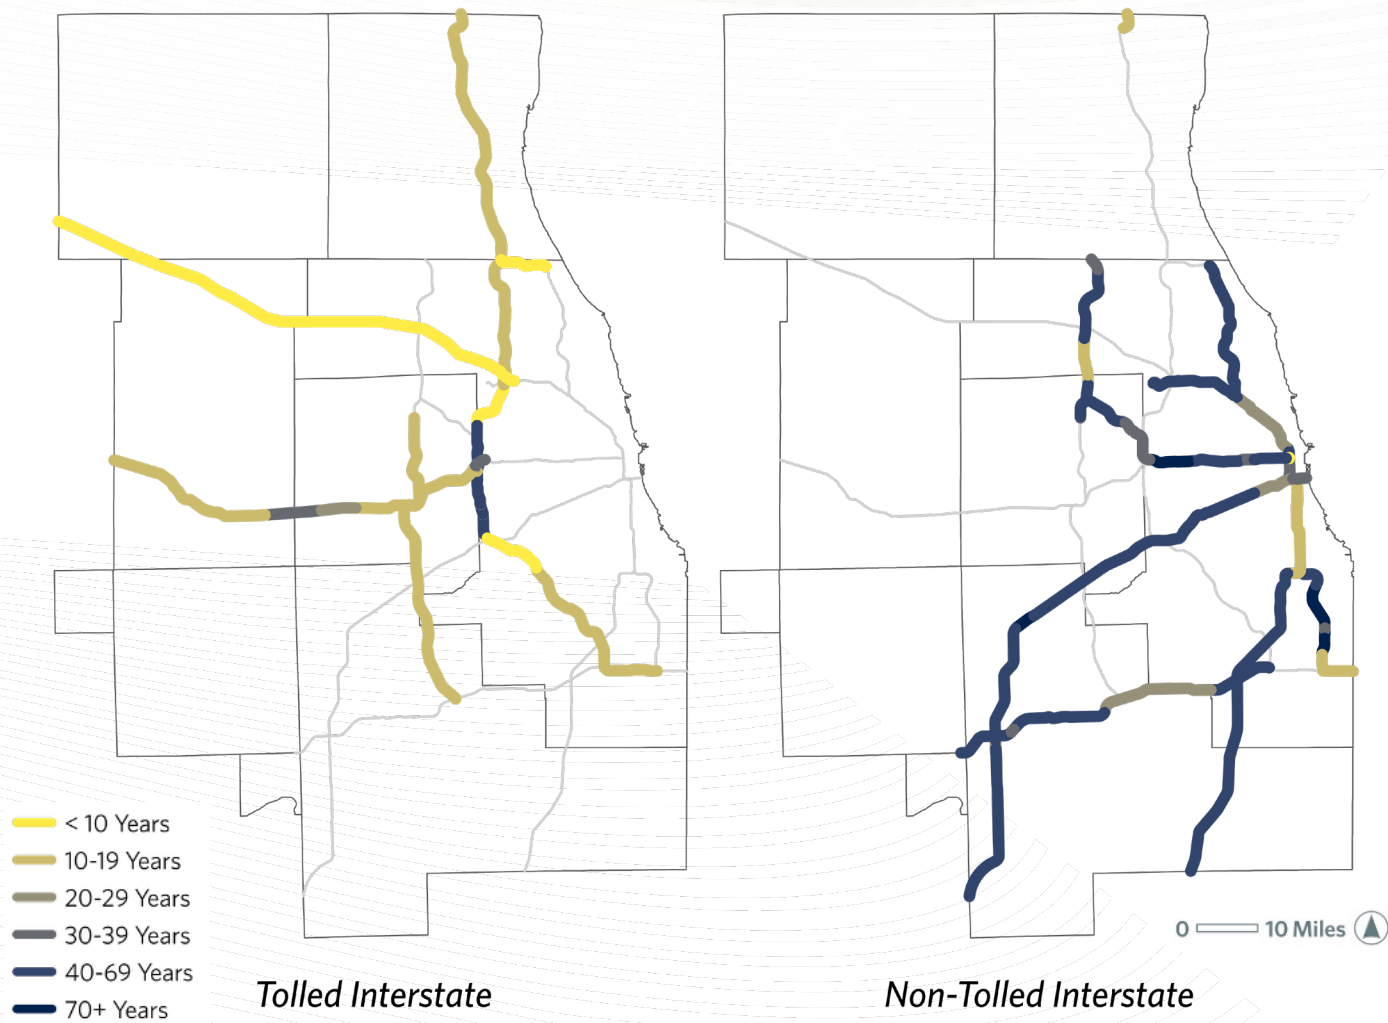 < 10 Years
10-19 Years
20-29 Years
30-39 Years
40-69 Years
70+ Years
Tolled Interstate
Non-Tolled Interstate
0 10 Miles